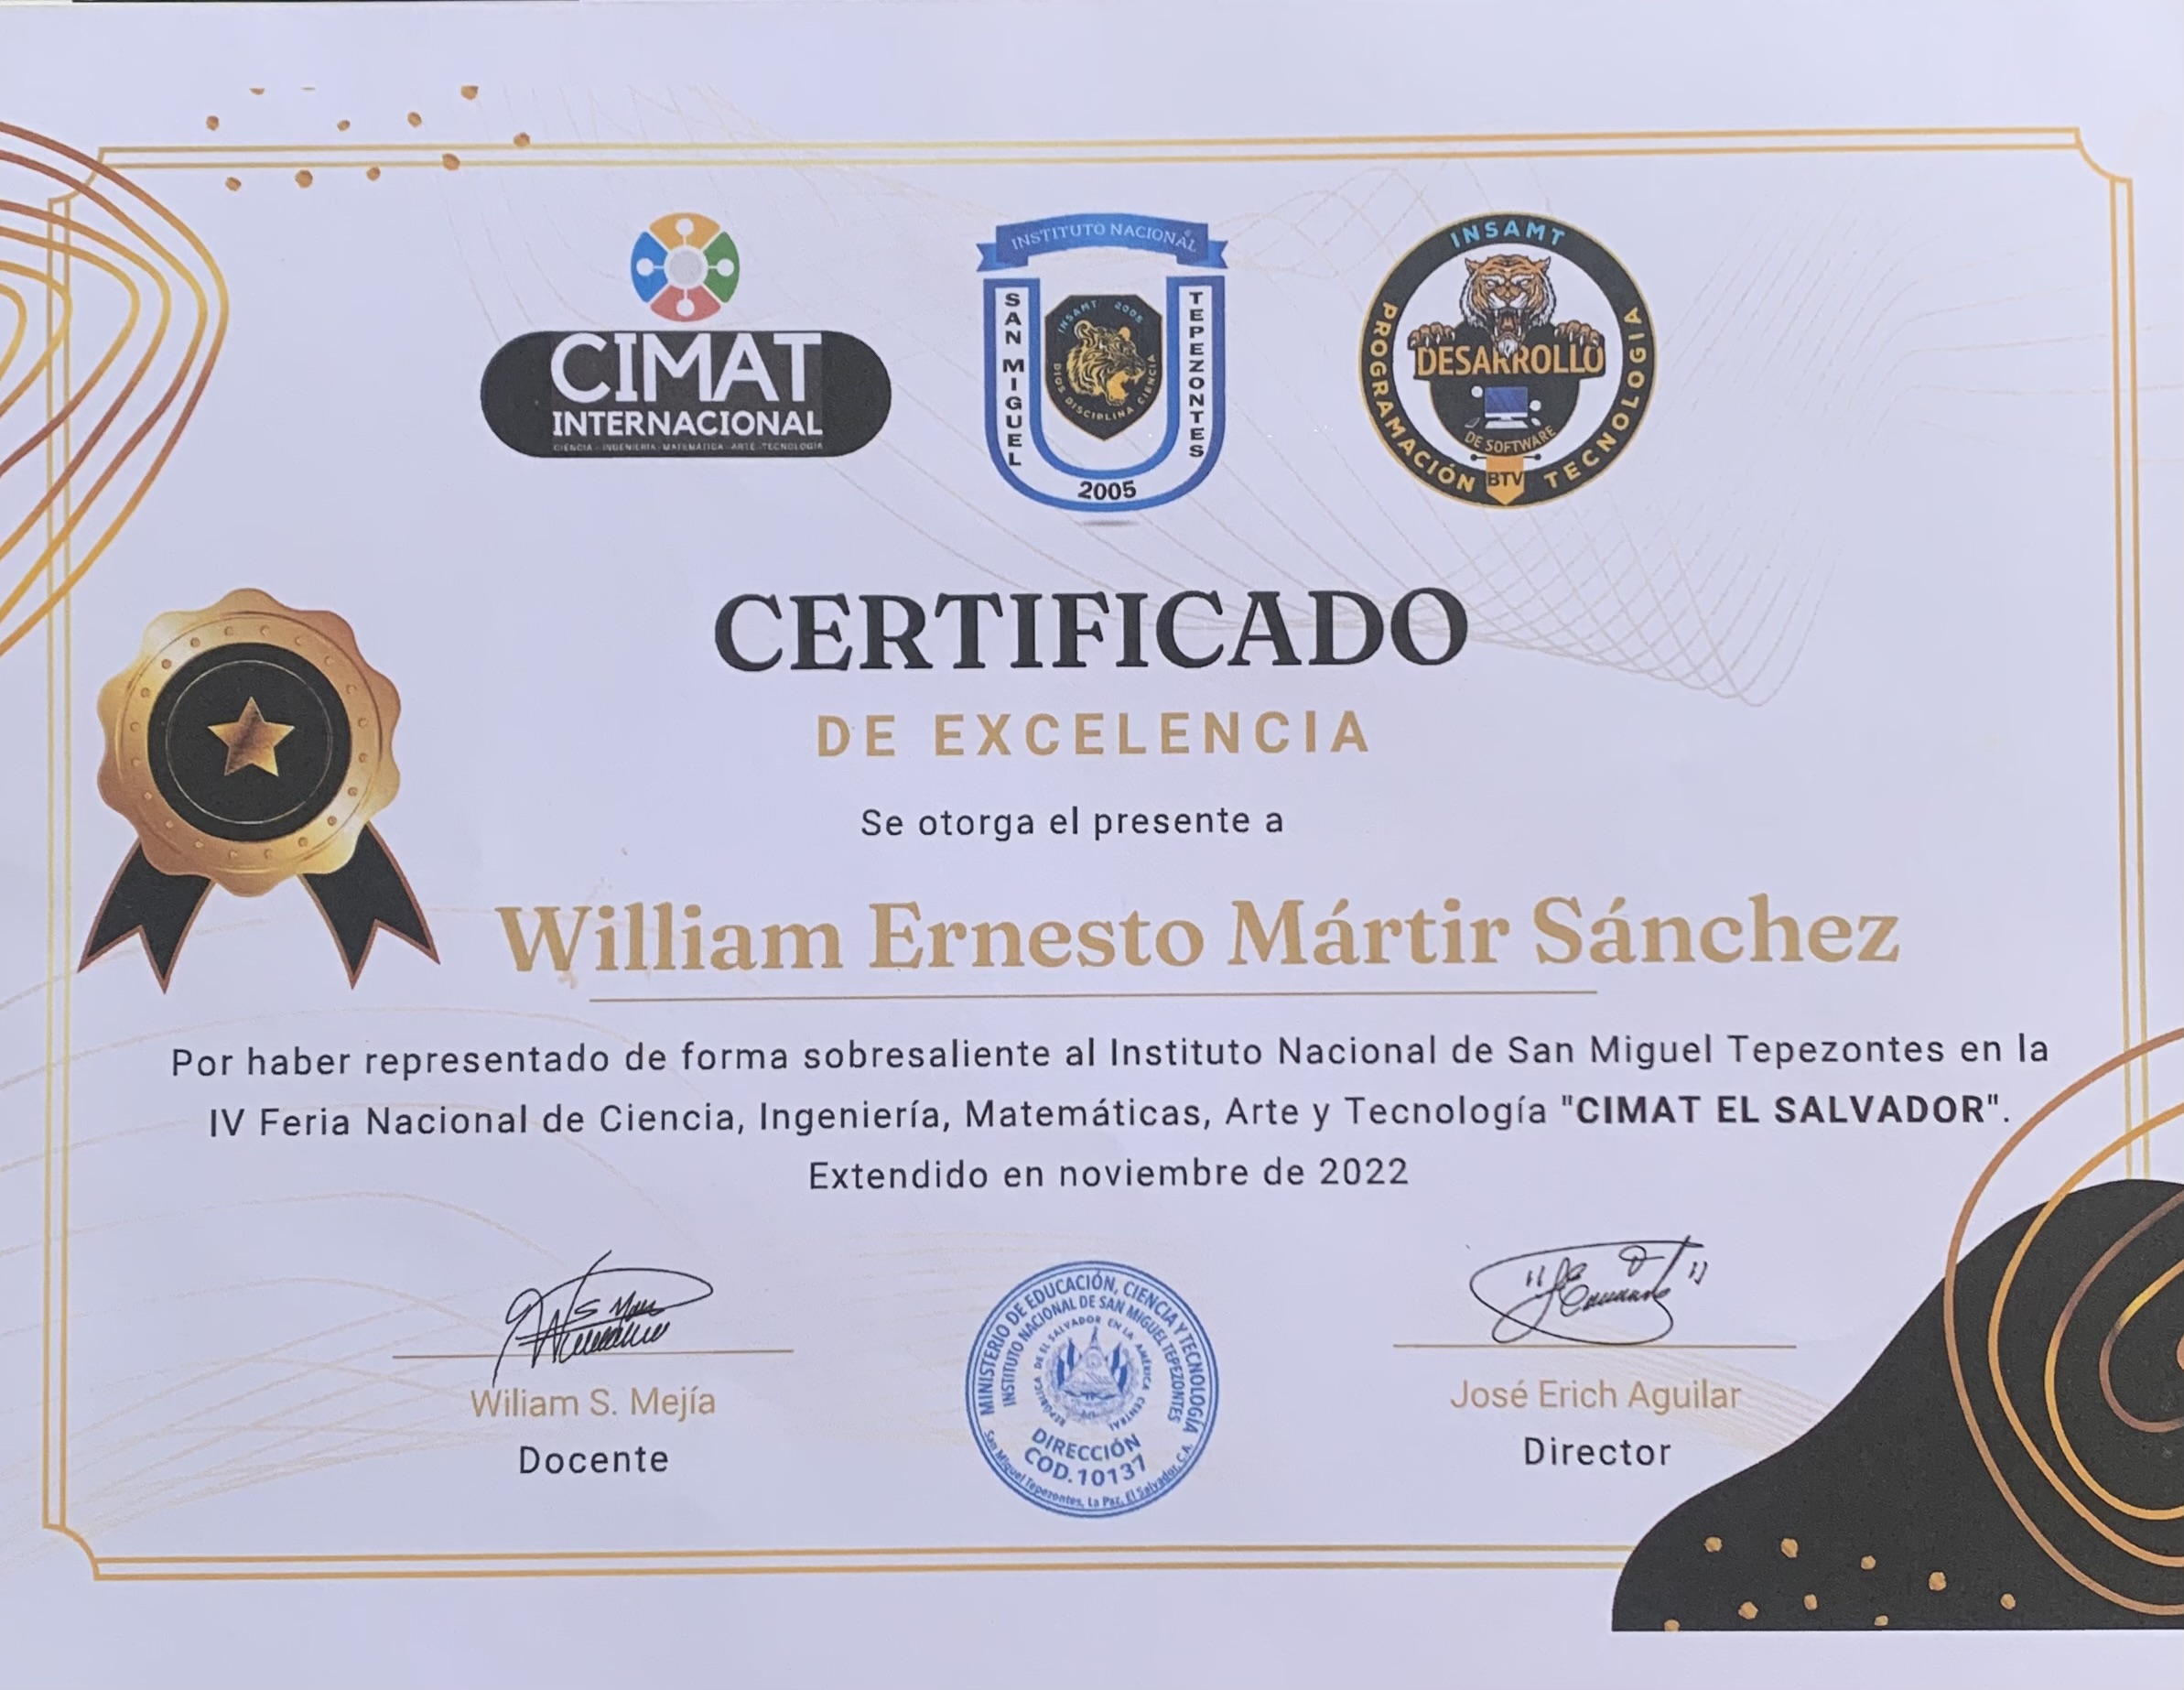 CIMAT
INTERNACIONAL
CIENCIA - INGENIERIA - MATEMATICA - ARTE - TECNOLOGIA
INSTITUTO NACIONAL
SAN MIGUEL
TEPEZONTES
INSAMT 2005
DIOS DISCIPLINA CIENCIA
2005
INSAMT
PROGRAMACIÓN
TECNOLOGIA
DESARROLLO
DE SOFTWARE
BTV
CERTIFICADO
DE EXCELENCIA
Se otorga el presente a
William Ernesto Mártir Sánchez
Por haber representado de forma sobresaliente al Instituto Nacional de San Miguel Tepezontes en la
IV Feria Nacional de Ciencia, Ingeniería, Matemáticas, Arte y Tecnología "CIMAT EL SALVADOR".
Extendido en noviembre de 2022
Wiliam S. Mejía
Docente
MINISTERIO DE EDUCACIÓN, CIENCIA Y TECNOLOGÍA
INSTITUTO NACIONAL DE SAN MIGUEL TEPEZONTES
REPÚBLICA DE EL SALVADOR EN LA AMÉRICA CENTRAL
DIRECCIÓN
COD. 10137
San Miguel Tepezontes, La Paz, El Salvador, C.A.
José Erich Aguilar
Director